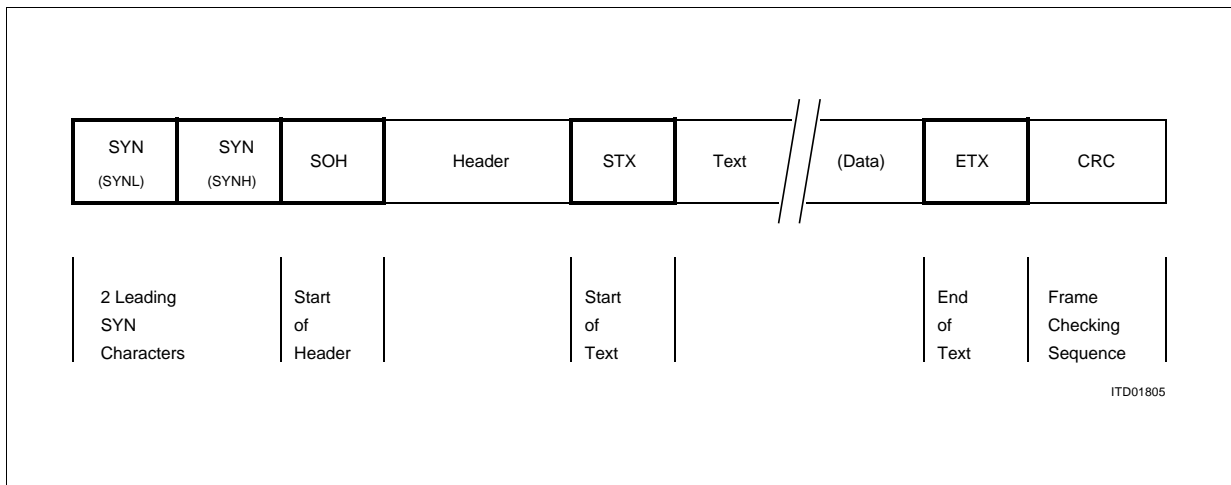 SYN SYN SOH Header STX Text (Data) ETX CRC
(SYNL) (SYNH)
2 Leading Start Start End Frame
SYN of of of Checking
Characters Header Text Text Sequence
ITD01805